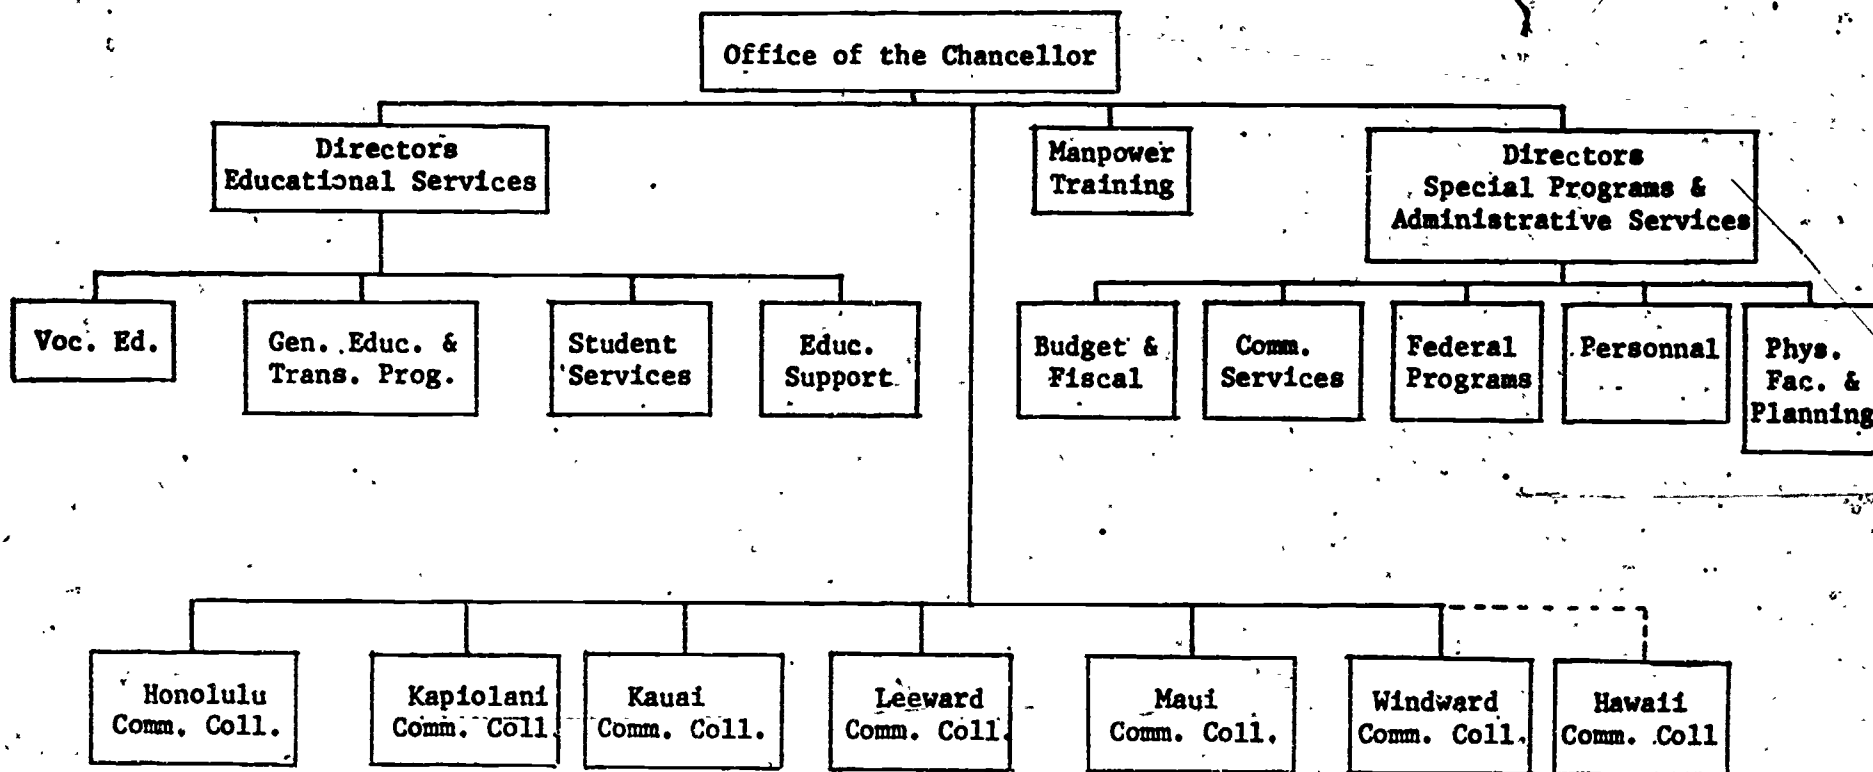 Office of the Chancellor
Directors
Educational Services
Manpower
Training
Directors
Special Programs &
Administrative Services
Voc. Ed.
Gen. Educ. &
Trans. Prog.
Student
Services
Educ.
Support
Budget &
Fiscal
Comm.
Services
Federal
Programs
Personnal
Phys.
Fac. &
Planning
Honolulu
Comm. Coll.
Kapiolani
Comm. Coll.
Kauai
Comm. Coll.
Leeward
Comm. Coll.
Maui
Comm. Coll.
Windward
Comm. Coll.
Hawaii
Comm. Coll